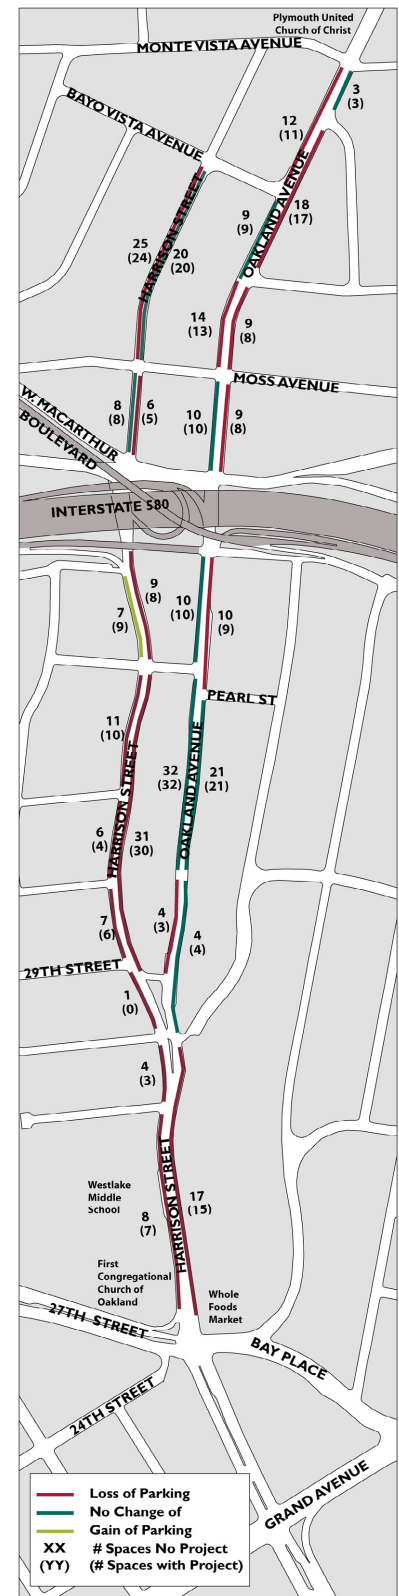 Plymouth United
Church of Christ
MONTE VISTA AVENUE
3
(3)
BAYO VISTA AVENUE
12
(11)
18
(17)
OAKLAND AVENUE
9
(9)
HARRISON STREET
25
(24)
20
(20)
14
(13)
9
(8)
MOSS AVENUE
W. MACARTHUR
BOULEVARD
8
(8)
6
(5)
10
(10)
9
(8)
INTERSTATE 580
9
(8)
7
(9)
10
(10)
10
(9)
PEARL ST
11
(10)
HARRISON STREET
OAKLAND AVENUE
32
(32)
21
(21)
6
(4)
31
(30)
7
(6)
4
(3)
4
(4)
29TH STREET
1
(0)
4
(3)
HARRISON STREET
Westlake
Middle
School
17
(15)
8
(7)
First
Congregational
Church of
Oakland
Whole
Foods
Market
27TH STREET
BAY PLACE
24TH STREET
GRAND AVENUE
Loss of Parking
No Change of
Gain of Parking
XX # Spaces No Project
(YY) (# Spaces with Project)